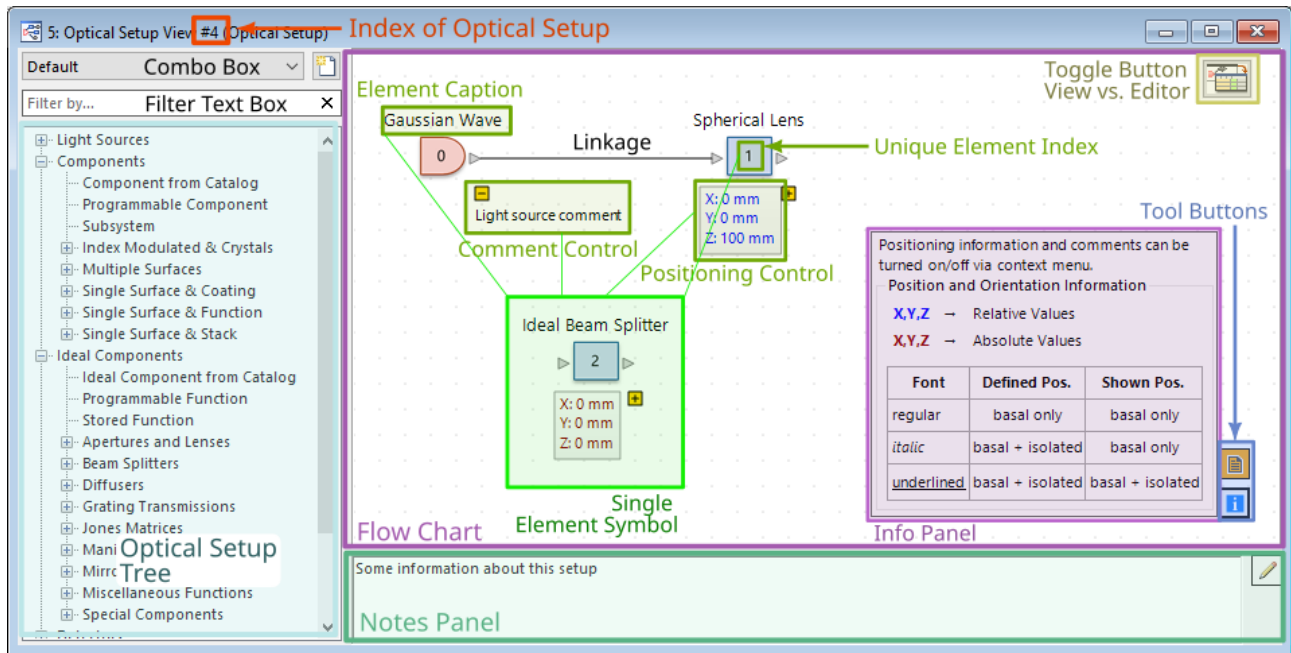 5: Optical Setup View #4 (Optical Setup)
Index of Optical Setup
Default
Combo Box
Filter by...
Filter Text Box
Light Sources
Components
Component from Catalog
Programmable Component
Subsystem
Index Modulated & Crystals
Multiple Surfaces
Single Surface & Coating
Single Surface & Function
Single Surface & Stack
Ideal Components
Ideal Component from Catalog
Programmable Function
Stored Function
Apertures and Lenses
Beam Splitters
Diffusers
Grating Transmissions
Jones Matrices
Optical Setup
Tree
Miscellaneous Functions
Special Components
Toggle Button
View vs. Editor
Element Caption
Gaussian Wave
0
Linkage
Spherical Lens
1
Unique Element Index
Light source comment
Comment Control
X: 0 mm
Y: 0 mm
Z: 100 mm
Positioning Control
Tool Buttons
Ideal Beam Splitter
2
X: 0 mm
Y: 0 mm
Z: 0 mm
Single
Element Symbol
Flow Chart
Positioning information and comments can be
turned on/off via context menu.
Position and Orientation Information
X,Y,Z → Relative Values
X,Y,Z → Absolute Values
Font Defined Pos. Shown Pos.
regular basal only basal only
italic basal + isolated basal only
underlined basal + isolated basal + isolated
Info Panel
Some information about this setup
Notes Panel